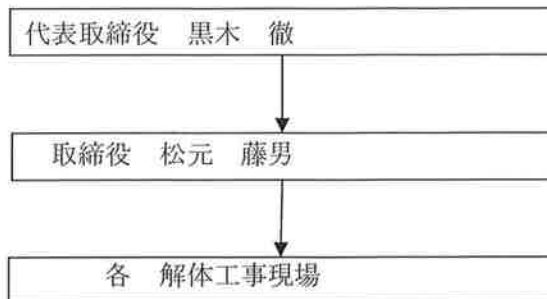 代表取締役　黒木　徹
取締役　松元　藤男
各　解体工事現場